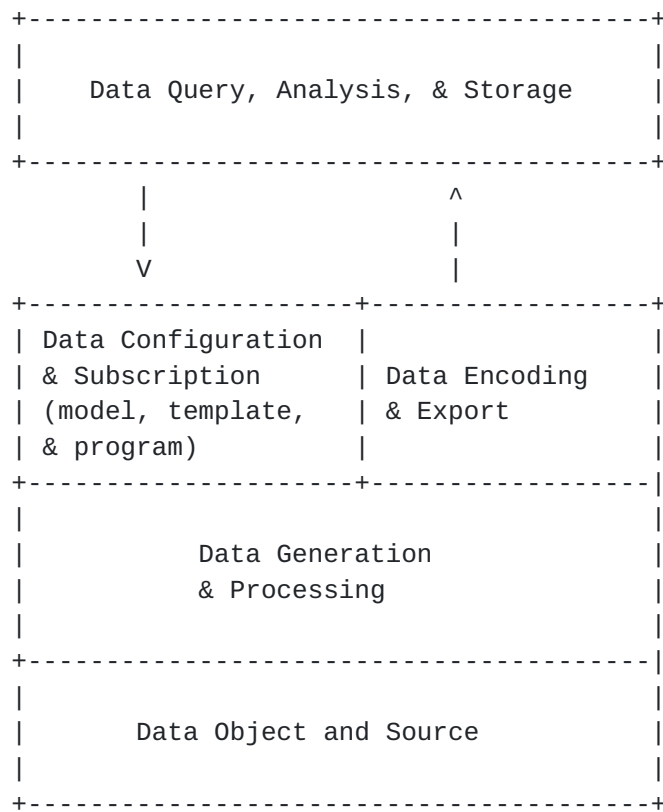 Data Query, Analysis, & Storage
Data Configuration
& Subscription
(model, template,
& program)
Data Encoding
& Export
Data Generation
& Processing
Data Object and Source